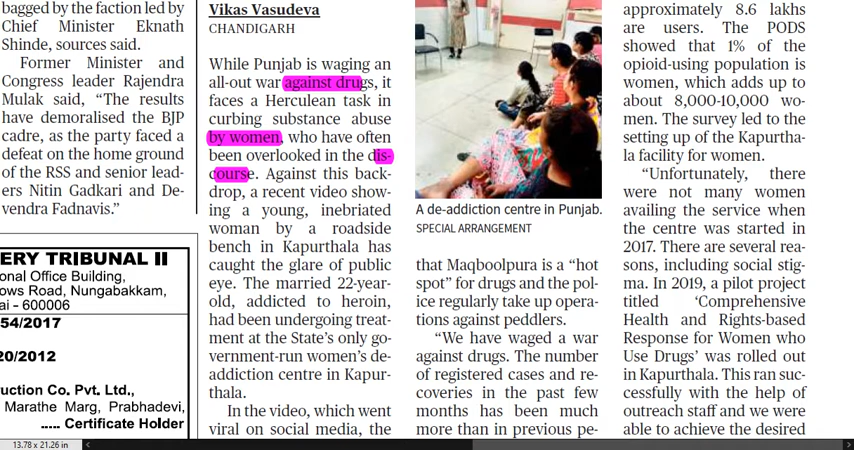 bagged by the faction led by
Chief Minister Eknath
Shinde, sources said.
Former Minister and
Congress leader Rajendra
Mulak said, “The results
have demoralised the BJP
cadre, as the party faced a
defeat on the home ground
of the RSS and senior lead-
ers Nitin Gadkari and De-
vendra Fadnavis.”
ERY TRIBUNAL II
onal Office Building,
ows Road, Nungabakkam,
ai - 600006
54/2017
20/2012
ruction Co. Pvt. Ltd.,
Marathe Marg, Prabhadevi,
..... Certificate Holder
Vikas Vasudeva
CHANDIGARH
While Punjab is waging an
all-out war against drugs, it
faces a Herculean task in
curbing substance abuse
by women, who have often
been overlooked in the dis-
course. Against this back-
drop, a recent video show-
ing a young, inebriated
woman by a roadside
bench in Kapurthala has
caught the glare of public
eye. The married 22-year-
old, addicted to heroin,
had been undergoing treat-
ment at the State’s only go-
vernment-run women’s de-
addiction centre in Kapur-
thala.
In the video, which went
viral on social media, the
A de-addiction centre in Punjab.
SPECIAL ARRANGEMENT
that Maqboolpura is a “hot
spot” for drugs and the pol-
ice regularly take up opera-
tions against peddlers.
“We have waged a war
against drugs. The number
of registered cases and re-
coveries in the past few
months has been much
more than in previous pe-
approximately 8.6 lakhs
are users. The PODS
showed that 1% of the
opioid-using population is
women, which adds up to
about 8,000-10,000 wo-
men. The survey led to the
setting up of the Kapurtha-
la facility for women.
“Unfortunately, there
were not many women
availing the service when
the centre was started in
2017. There are several rea-
sons, including social stig-
ma. In 2019, a pilot project
titled ‘Comprehensive
Health and Rights-based
Response for Women who
Use Drugs’ was rolled out
in Kapurthala. This ran suc-
cessfully with the help of
outreach staff and we were
able to achieve the desired
13.78 x 21.26 in